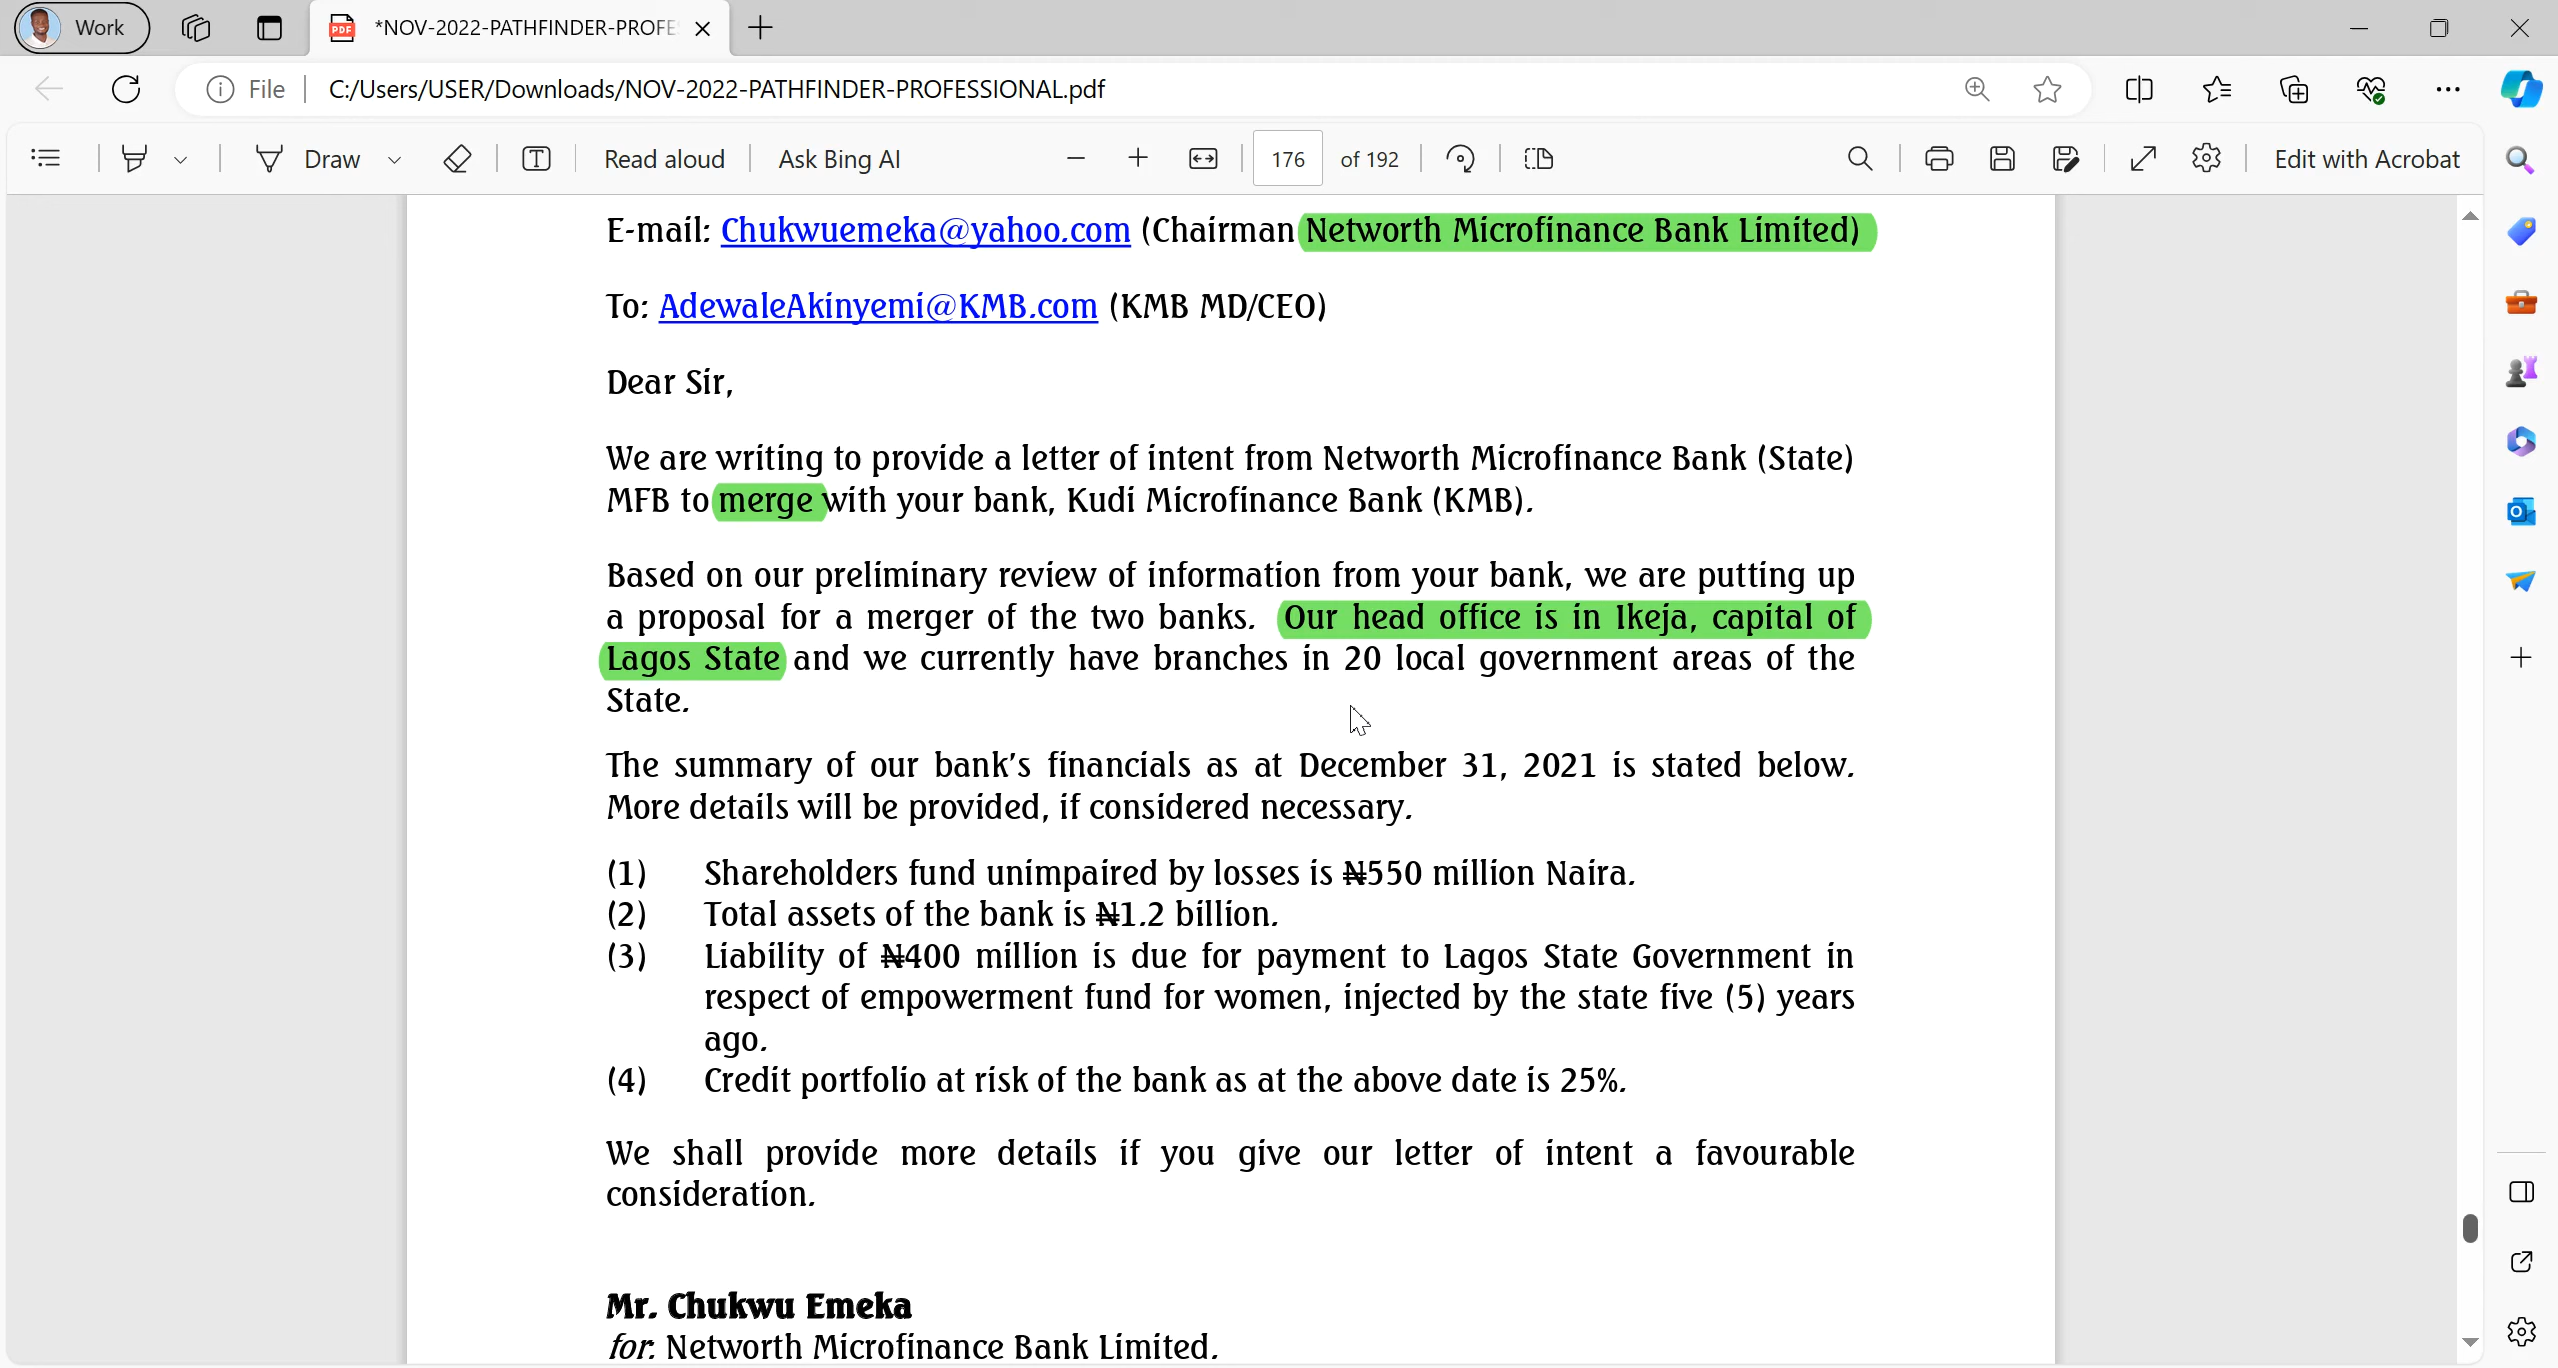 Work
*NOV-2022-PATHFINDER-PROFE
File
C:/Users/USER/Downloads/NOV-2022-PATHFINDER-PROFESSIONAL.pdf
Draw
Read aloud
Ask Bing AI
176 of 192
Edit with Acrobat
E-mail: Chukwuemeka@yahoo.com (Chairman Networth Microfinance Bank Limited)
To: AdewaleAkinyemi@KMB.com (KMB MD/CEO)
Dear Sir,
We are writing to provide a letter of intent from Networth Microfinance Bank (State)
MFB to merge with your bank, Kudi Microfinance Bank (KMB).
Based on our preliminary review of information from your bank, we are putting up
a proposal for a merger of the two banks. Our head office is in Ikeja, capital of
Lagos State and we currently have branches in 20 local government areas of the
State.
The summary of our bank's financials as at December 31, 2021 is stated below.
More details will be provided, if considered necessary.
(1) Shareholders fund unimpaired by losses is ₦550 million Naira.
(2) Total assets of the bank is ₦1.2 billion.
(3) Liability of ₦400 million is due for payment to Lagos State Government in
respect of empowerment fund for women, injected by the state five (5) years
ago.
(4) Credit portfolio at risk of the bank as at the above date is 25%.
We shall provide more details if you give our letter of intent a favourable
consideration.
Mr. Chukwu Emeka
for: Networth Microfinance Bank Limited.